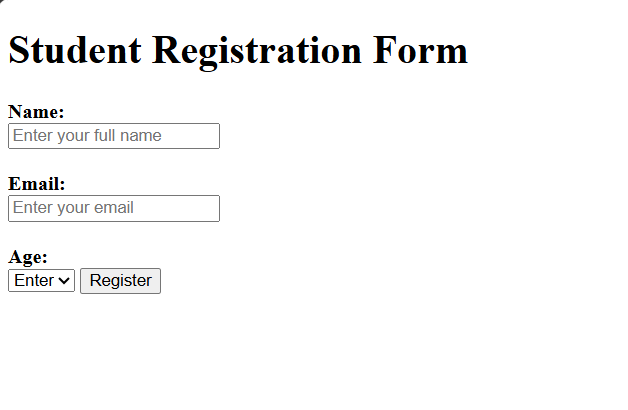 Student Registration Form
Name:
Enter your full name
Email:
Enter your email
Age:
Enter Register